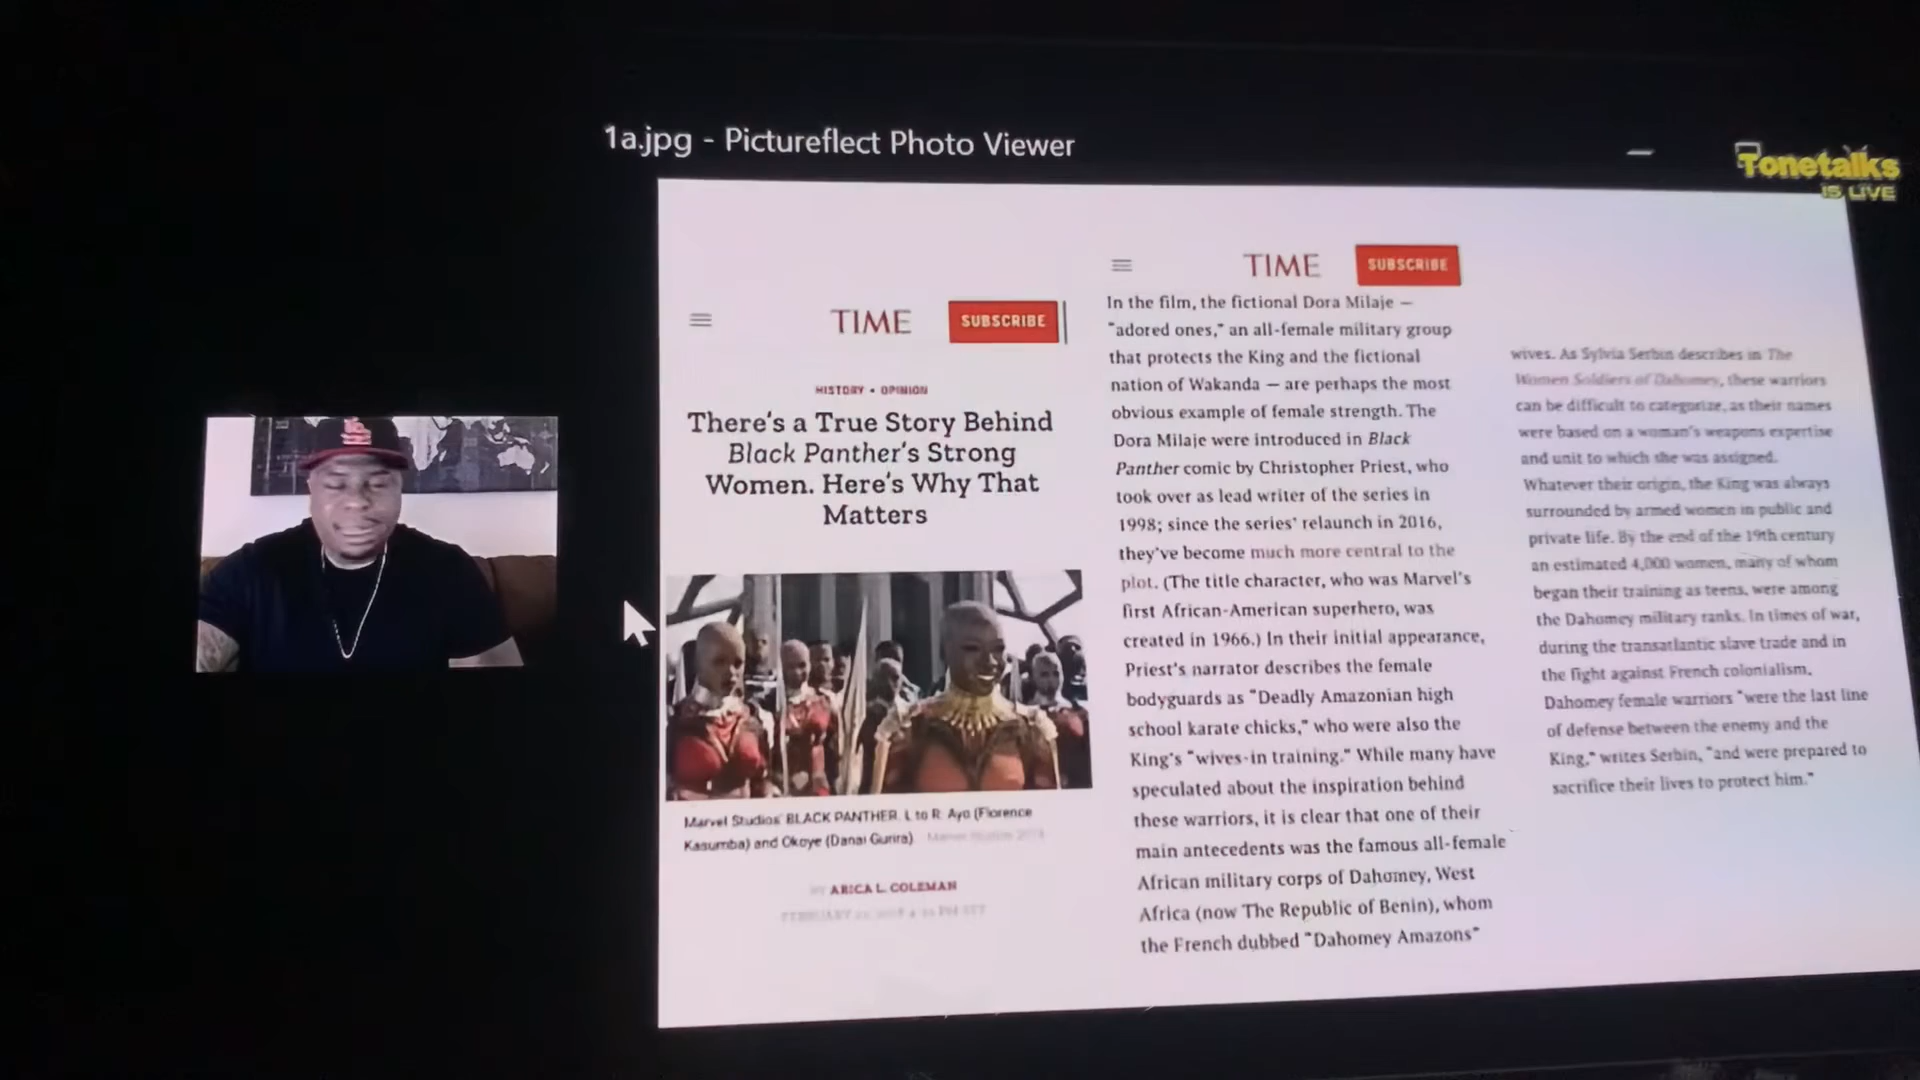 1a.jpg - Pictureflect Photo Viewer
Tonetalks
IS LIVE
TIME
SUBSCRIBE
HISTORY • OPINION
There's a True Story Behind
Black Panther's Strong
Women. Here's Why That
Matters
Marvel Studios' BLACK PANTHER. L to R: Ayo (Florence
Kasumba) and Okoye (Danai Gurira) Marvel Studios 2018
BY ARICA L. COLEMAN
TIME
SUBSCRIBE
In the film, the fictional Dora Milaje —
"adored ones," an all-female military group
that protects the King and the fictional
nation of Wakanda — are perhaps the most
obvious example of female strength. The
Dora Milaje were introduced in Black
Panther comic by Christopher Priest, who
took over as lead writer of the series in
1998; since the series' relaunch in 2016,
they've become much more central to the
plot. (The title character, who was Marvel's
first African-American superhero, was
created in 1966.) In their initial appearance,
Priest's narrator describes the female
bodyguards as "Deadly Amazonian high
school karate chicks," who were also the
King's "wives-in training." While many have
speculated about the inspiration behind
these warriors, it is clear that one of their
main antecedents was the famous all-female
African military corps of Dahomey, West
Africa (now The Republic of Benin), whom
the French dubbed "Dahomey Amazons"
wives. As Sylvia Serbin describes in The
Women Soldiers of Dahomey, these warriors
can be difficult to categorize, as their names
were based on a woman's weapons expertise
and unit to which she was assigned.
Whatever their origin, the King was always
surrounded by armed women in public and
private life. By the end of the 19th century
an estimated 4,000 women, many of whom
began their training as teens, were among
the Dahomey military ranks. In times of war,
during the transatlantic slave trade and in
the fight against French colonialism,
Dahomey female warriors "were the last line
of defense between the enemy and the
King," writes Serbin, "and were prepared to
sacrifice their lives to protect him."